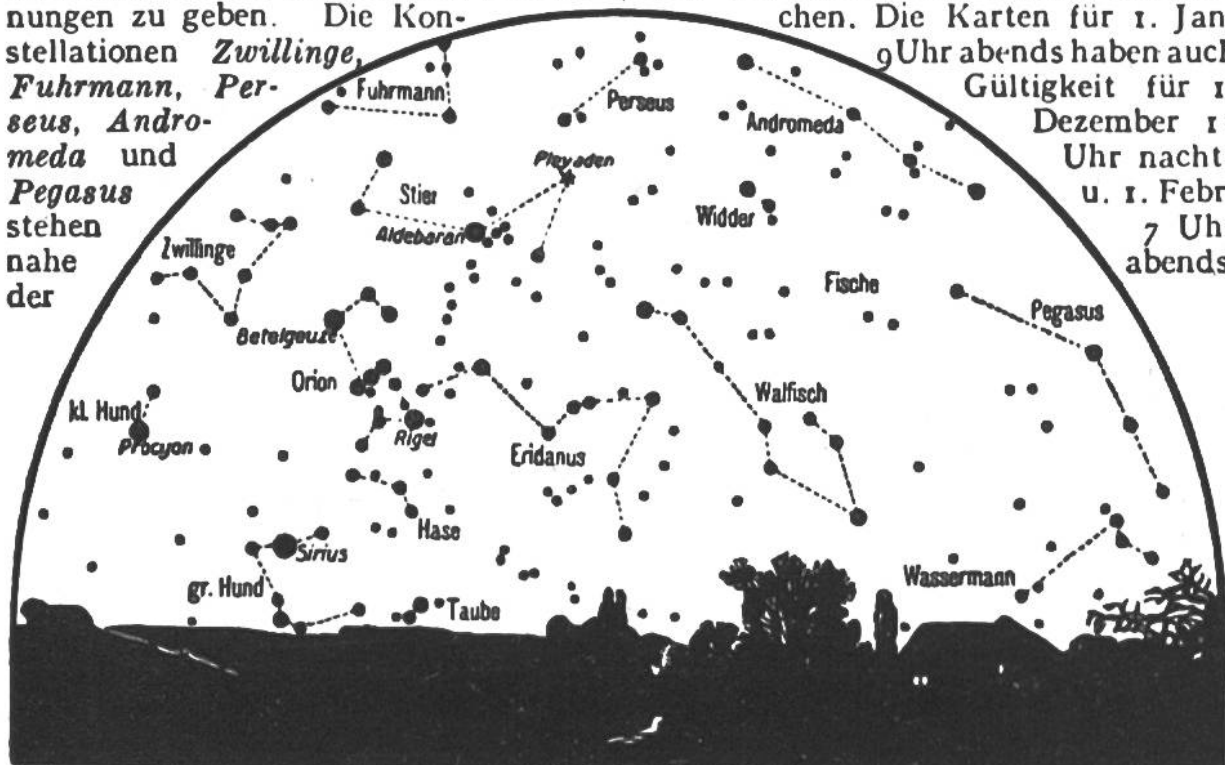 nungen zu geben. Die Kon-
stellationen Zwillinge,
Fuhrmann, Per-
seus, Andro-
meda und
Pegasus
stehen
nahe
der
chen. Die Karten für 1. Jan
9 Uhr abends haben auch
Gültigkeit für 1
Dezember 1
Uhr nacht
u. 1. Febr
7 Uh
abends
Fuhrmann
Perseus
Andromeda
Pleyaden
Stier
Aldebaran
Widder
Zwillinge
Fische
Beteigeuze
Pegasus
Orion
Walfisch
kl. Hund
Procyon
Rigel
Eridanus
Hase
Sirius
gr. Hund
Taube
Wassermann